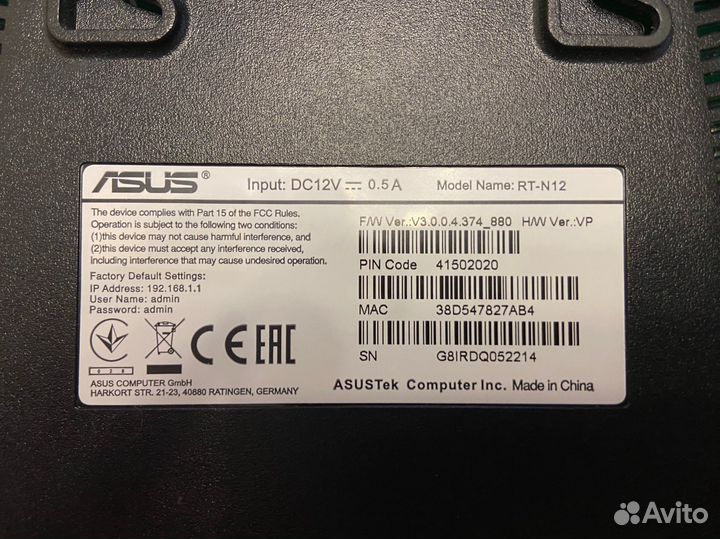 ASUS® Input: DC12V ⎓ 0.5A Model Name: RT-N12
The device complies with Part 15 of the FCC Rules.
Operation is subject to the following two conditions:
(1)this device may not cause harmful interference, and
(2)this device must accept any interference received,
including interference that may cause undesired operation.
Factory Default Settings:
IP Address: 192.168.1.1
User Name: admin
Password: admin
028
CE EAC
ASUS COMPUTER GmbH
HARKORT STR. 21-23, 40880 RATINGEN, GERMANY
F/W Ver.:V3.0.0.4.374_880 H/W Ver.:VP
PIN Code 41502020
MAC 38D547827AB4
SN G8IRDQ052214
ASUSTek Computer Inc. Made in China
Avito